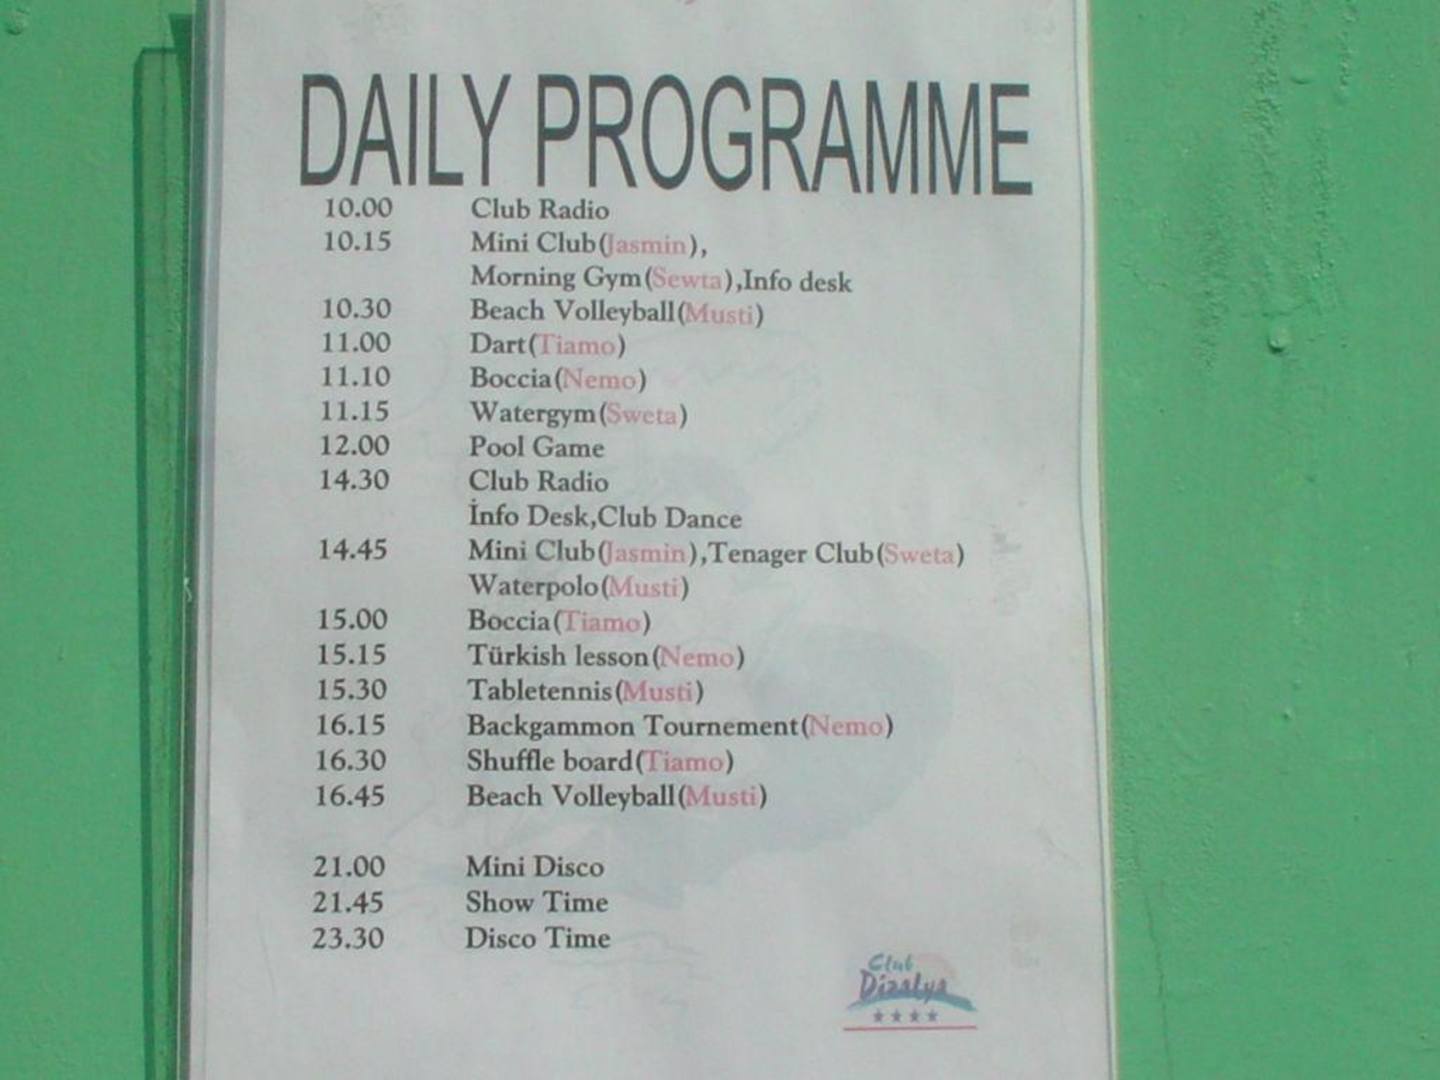 DAILY PROGRAMME
10.00 Club Radio
10.15 Mini Club(Jasmin),
Morning Gym(Sewta),Info desk
10.30 Beach Volleyball(Musti)
11.00 Dart(Tiamo)
11.10 Boccia(Nemo)
11.15 Watergym(Sweta)
12.00 Pool Game
14.30 Club Radio
İnfo Desk,Club Dance
14.45 Mini Club(Jasmin),Tenager Club(Sweta)
Waterpolo(Musti)
15.00 Boccia(Tiamo)
15.15 Türkish lesson(Nemo)
15.30 Tabletennis(Musti)
16.15 Backgammon Tournement(Nemo)
16.30 Shuffle board(Tiamo)
16.45 Beach Volleyball(Musti)
21.00 Mini Disco
21.45 Show Time
23.30 Disco Time
Club
Dizalya